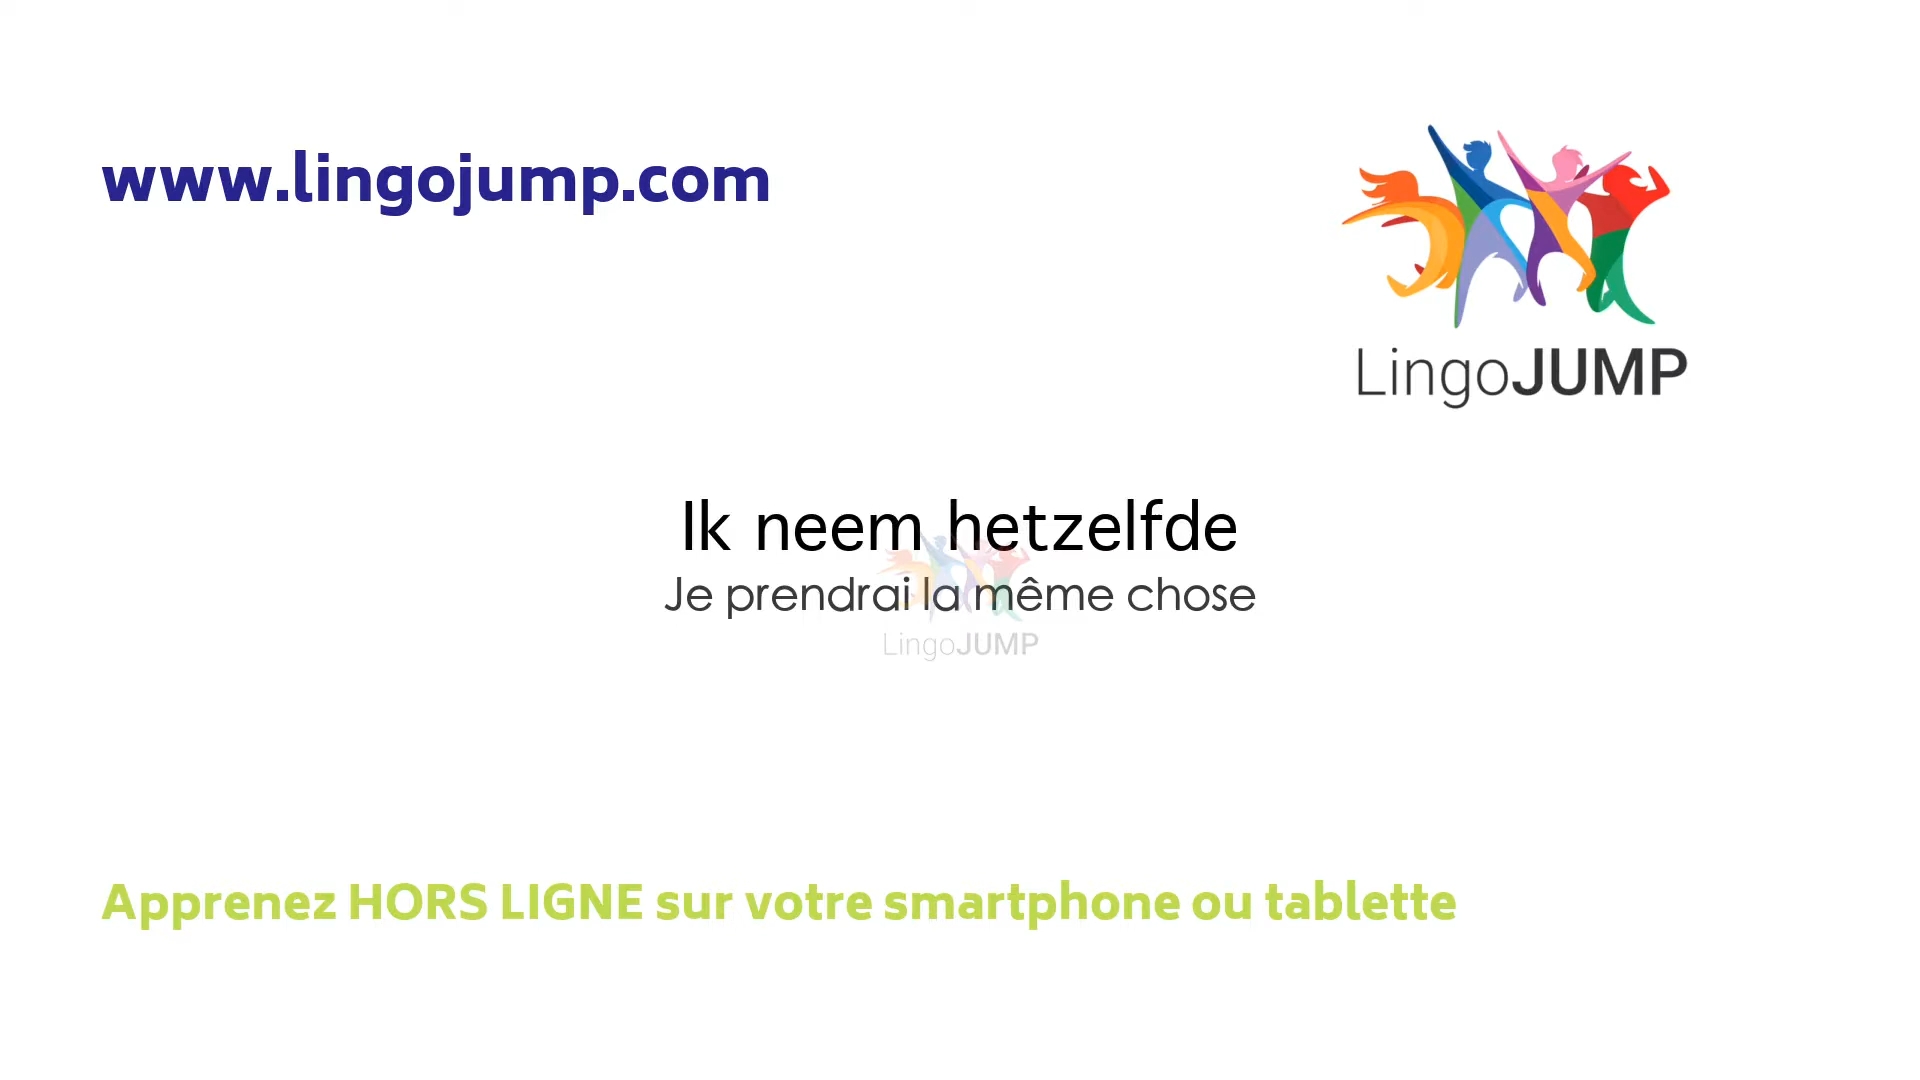 www.lingojump.com
LingoJUMP
Ik neem hetzelfde
Je prendrai la même chose
LingoJUMP
Apprenez HORS LIGNE sur votre smartphone ou tablette